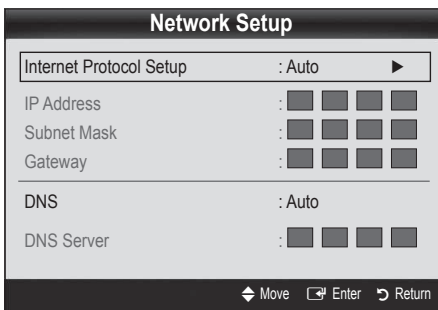 Network Setup
Internet Protocol Setup : Auto ►
IP Address :
Subnet Mask :
Gateway :
DNS : Auto
DNS Server :
Move Enter Return